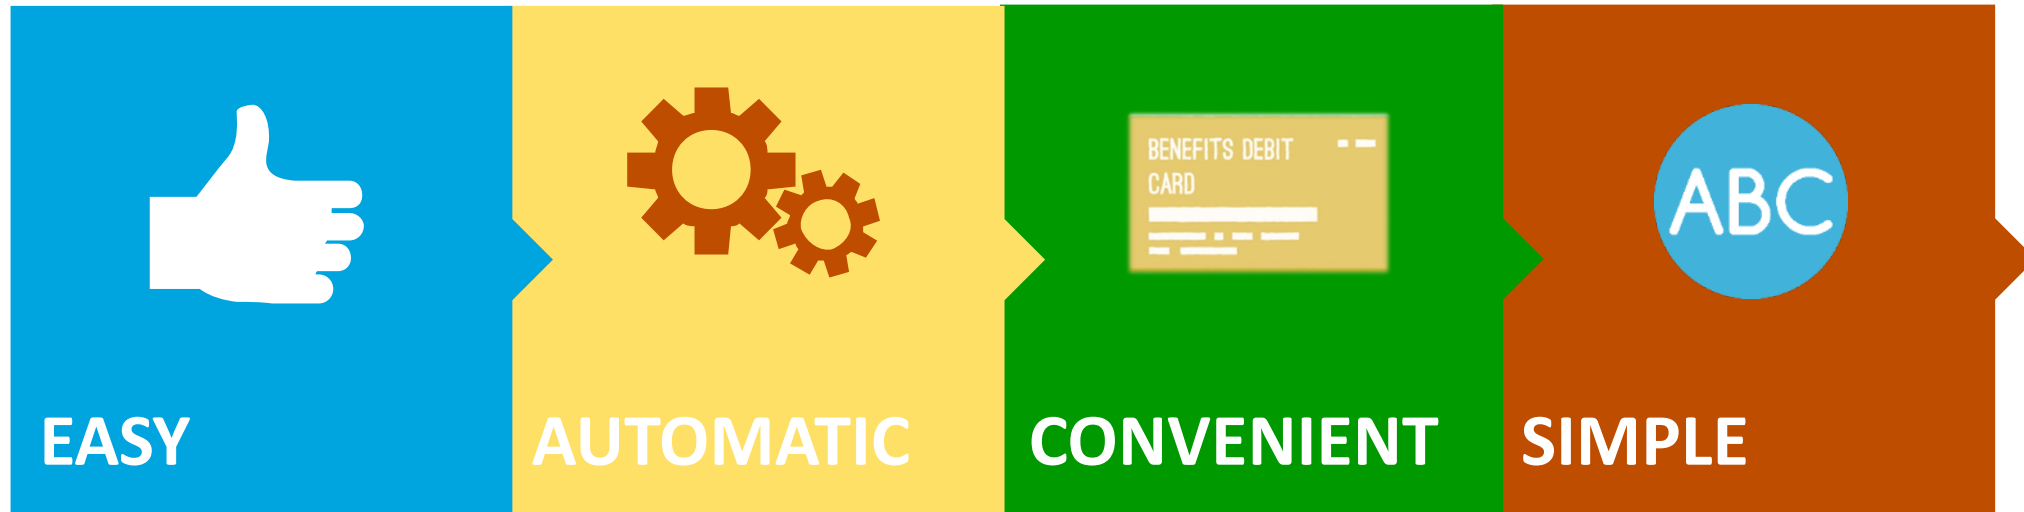 BENEFITS DEBIT
CARD
ABC
EASY
AUTOMATIC
CONVENIENT
SIMPLE